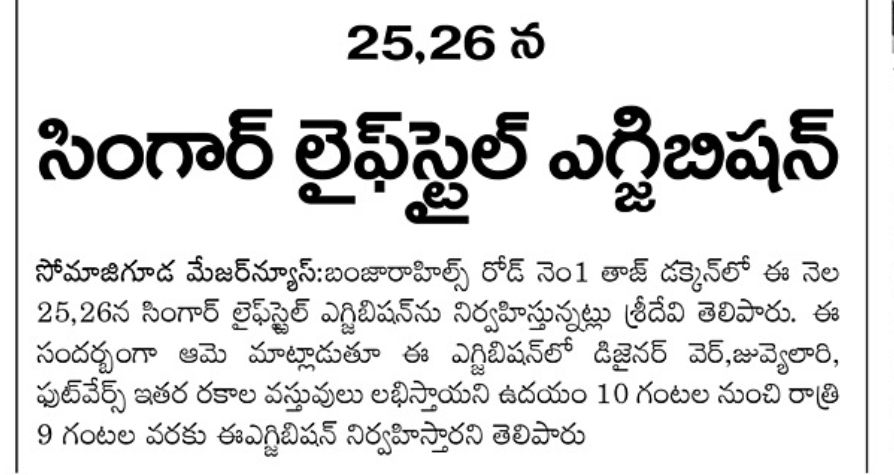 25,26 న
సింగార్ లైఫ్‌స్టైల్ ఎగ్జిబిషన్
సోమాజిగూడ మేజర్‌న్యూస్:బంజారాహిల్స్ రోడ్ నెం1 తాజ్ డక్కెన్‌లో ఈ నెల
25,26న సింగార్ లైఫ్‌స్టైల్ ఎగ్జిబిషన్‌ను నిర్వహిస్తున్నట్లు శ్రీదేవి తెలిపారు. ఈ
సందర్భంగా ఆమె మాట్లాడుతూ ఈ ఎగ్జిబిషన్‌లో డిజైనర్ వెర్,జువ్యెలారి,
ఫుట్‌వేర్స్ ఇతర రకాల వస్తువులు లభిస్తాయని ఉదయం 10 గంటల నుంచి రాత్రి
9 గంటల వరకు ఈఎగ్జిబిషన్ నిర్వహిస్తారని తెలిపారు